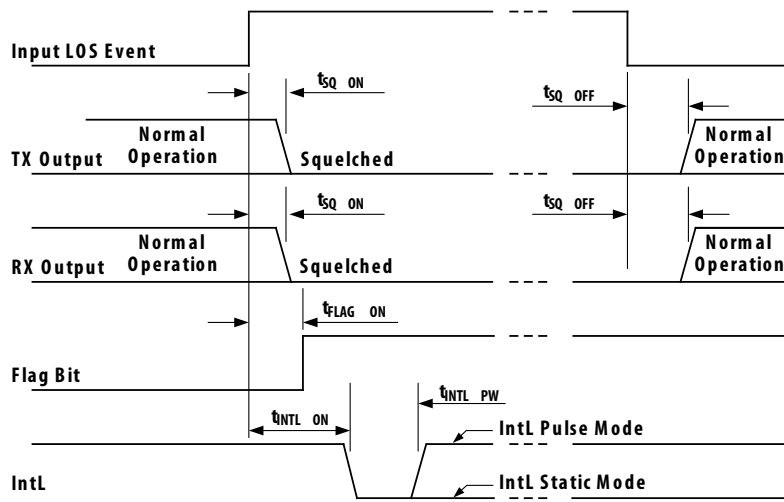 Input LOS Event
tSQ ON
tSQ OFF
Normal
Operation
TX Output
Squelched
Normal
Operation
tSQ ON
tSQ OFF
Normal
Operation
RX Output
Squelched
Normal
Operation
tFLAG ON
Flag Bit
tINTL ON
tINTL PW
IntL Pulse Mode
IntL
IntL Static Mode